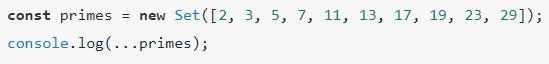 const primes = new Set([2, 3, 5, 7, 11, 13, 17, 19, 23, 29]);
console.log(...primes);